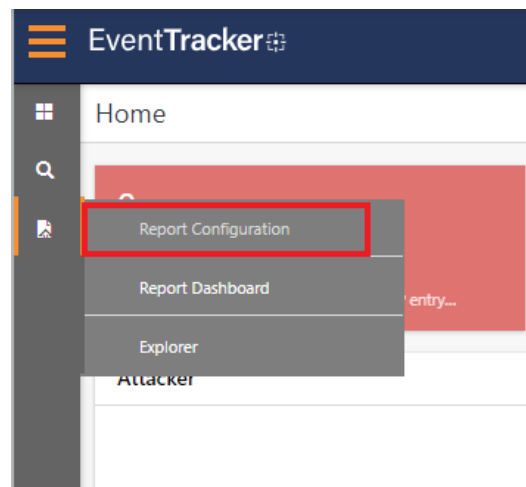 EventTracker
Home
Report Configuration
Report Dashboard
entry...
Explorer
Attacker